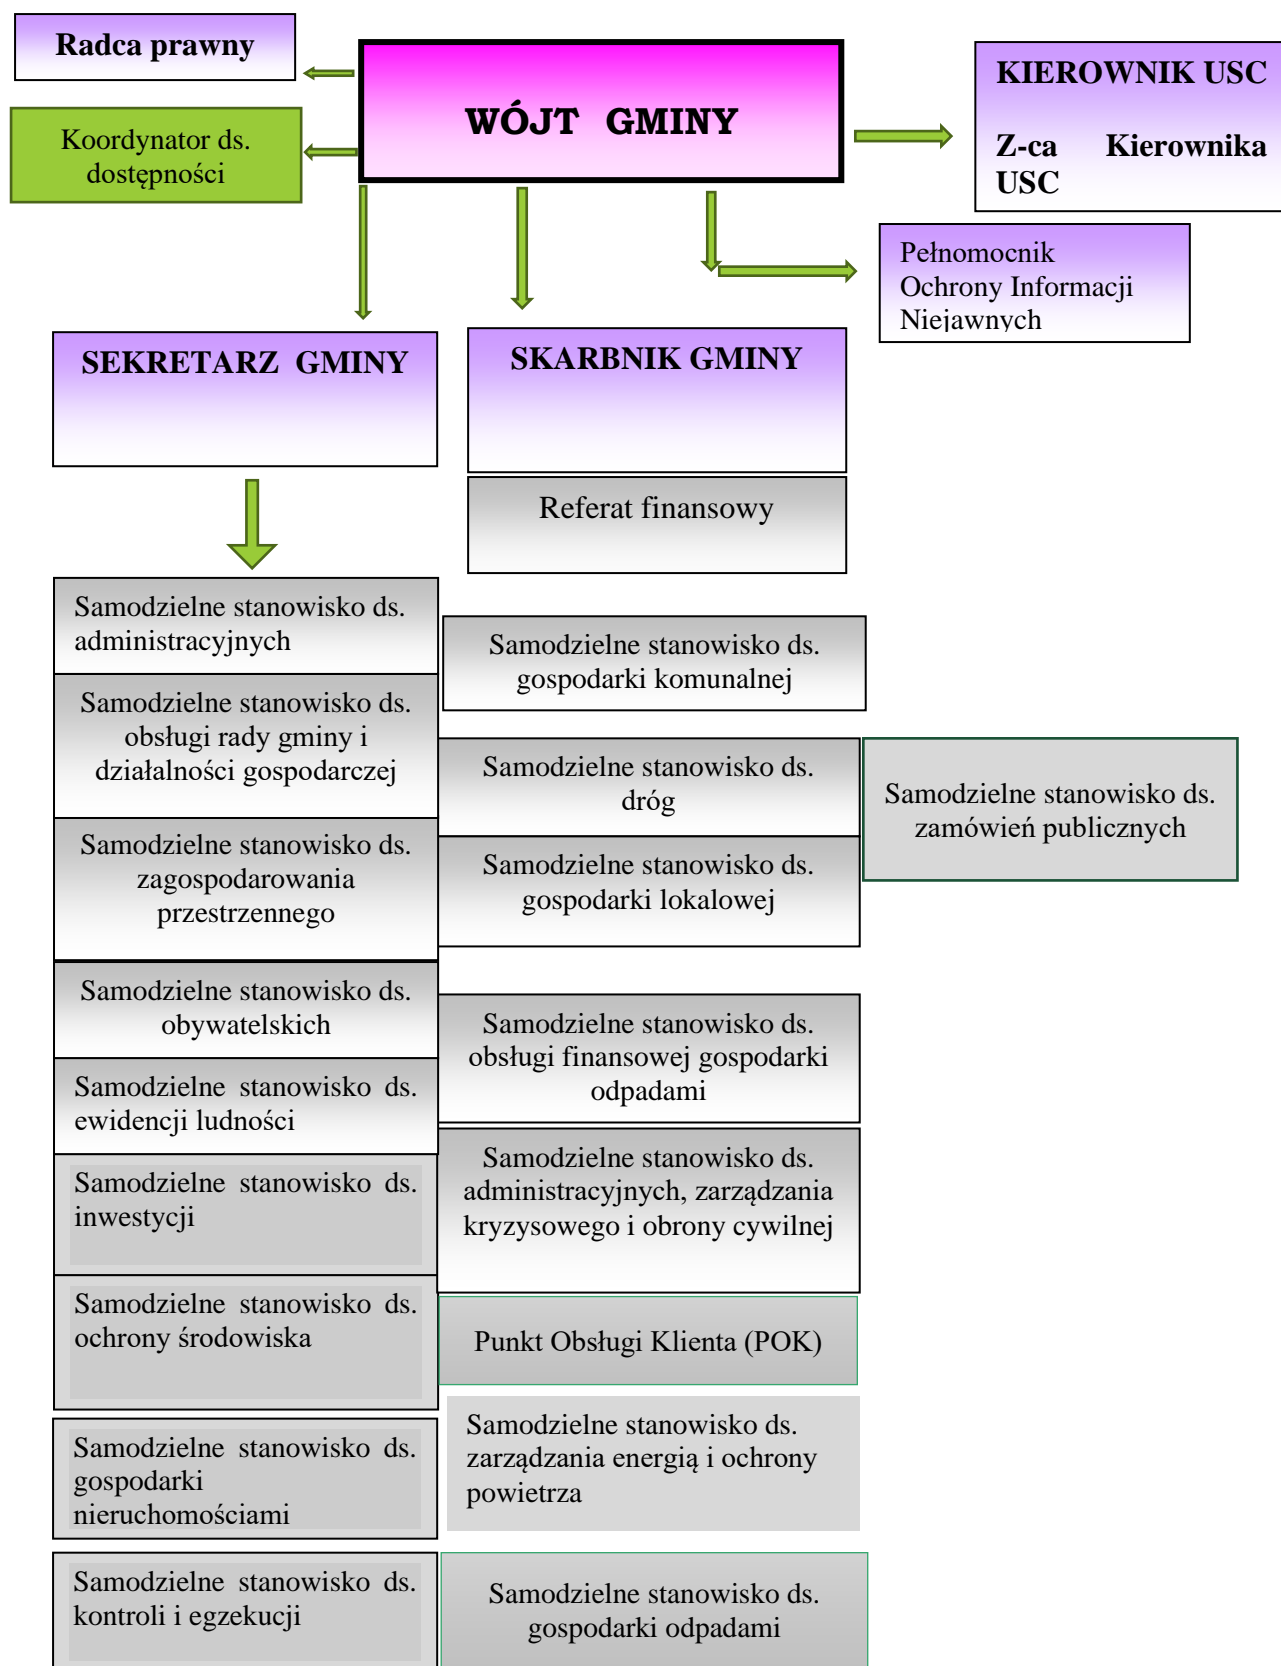 Radca prawny
WÓJT GMINY
KIEROWNIK USC
Z-ca Kierownika
USC
Koordynator ds.
dostępności
Pełnomocnik
Ochrony Informacji
Niejawnych
SEKRETARZ GMINY
SKARBNIK GMINY
Referat finansowy
Samodzielne stanowisko ds.
administracyjnych
Samodzielne stanowisko ds.
obsługi rady gminy i
działalności gospodarczej
Samodzielne stanowisko ds.
zagospodarowania
przestrzennego
Samodzielne stanowisko ds.
obywatelskich
Samodzielne stanowisko ds.
ewidencji ludności
Samodzielne stanowisko ds.
inwestycji
Samodzielne stanowisko ds.
ochrony środowiska
Samodzielne stanowisko ds.
gospodarki
nieruchomościami
Samodzielne stanowisko ds.
kontroli i egzekucji
Samodzielne stanowisko ds.
gospodarki komunalnej
Samodzielne stanowisko ds.
dróg
Samodzielne stanowisko ds.
gospodarki lokalowej
Samodzielne stanowisko ds.
obsługi finansowej gospodarki
odpadami
Samodzielne stanowisko ds.
administracyjnych, zarządzania
kryzysowego i obrony cywilnej
Punkt Obsługi Klienta (POK)
Samodzielne stanowisko ds.
zarządzania energią i ochrony
powietrza
Samodzielne stanowisko ds.
gospodarki odpadami
Samodzielne stanowisko ds.
zamówień publicznych